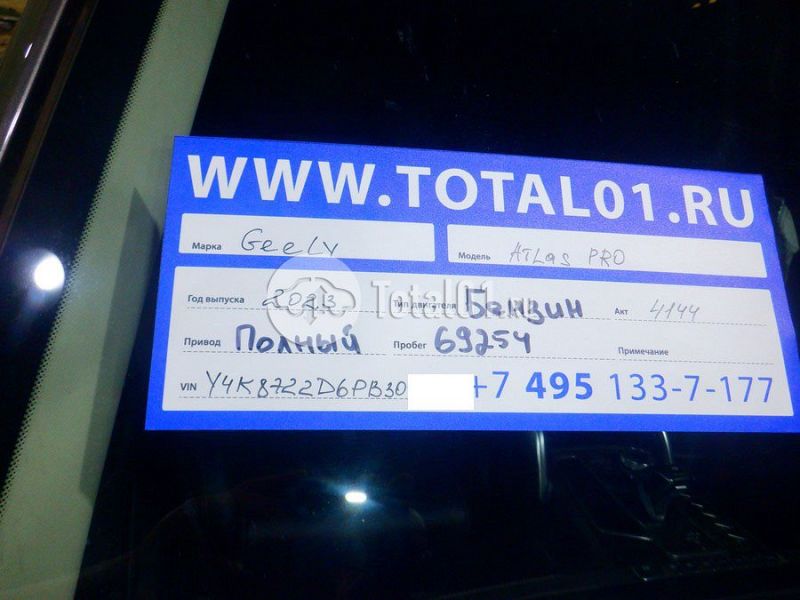 WWW.TOTAL01.RU
Марка Geely Модель ATLas PRO
Год выпуска 2023 Тип двигателя Бензин Акт 4144
Total01
Привод Полный Пробег 69254 Примечание
VIN Y4K8722D6PB30 +7 495 133-7-177